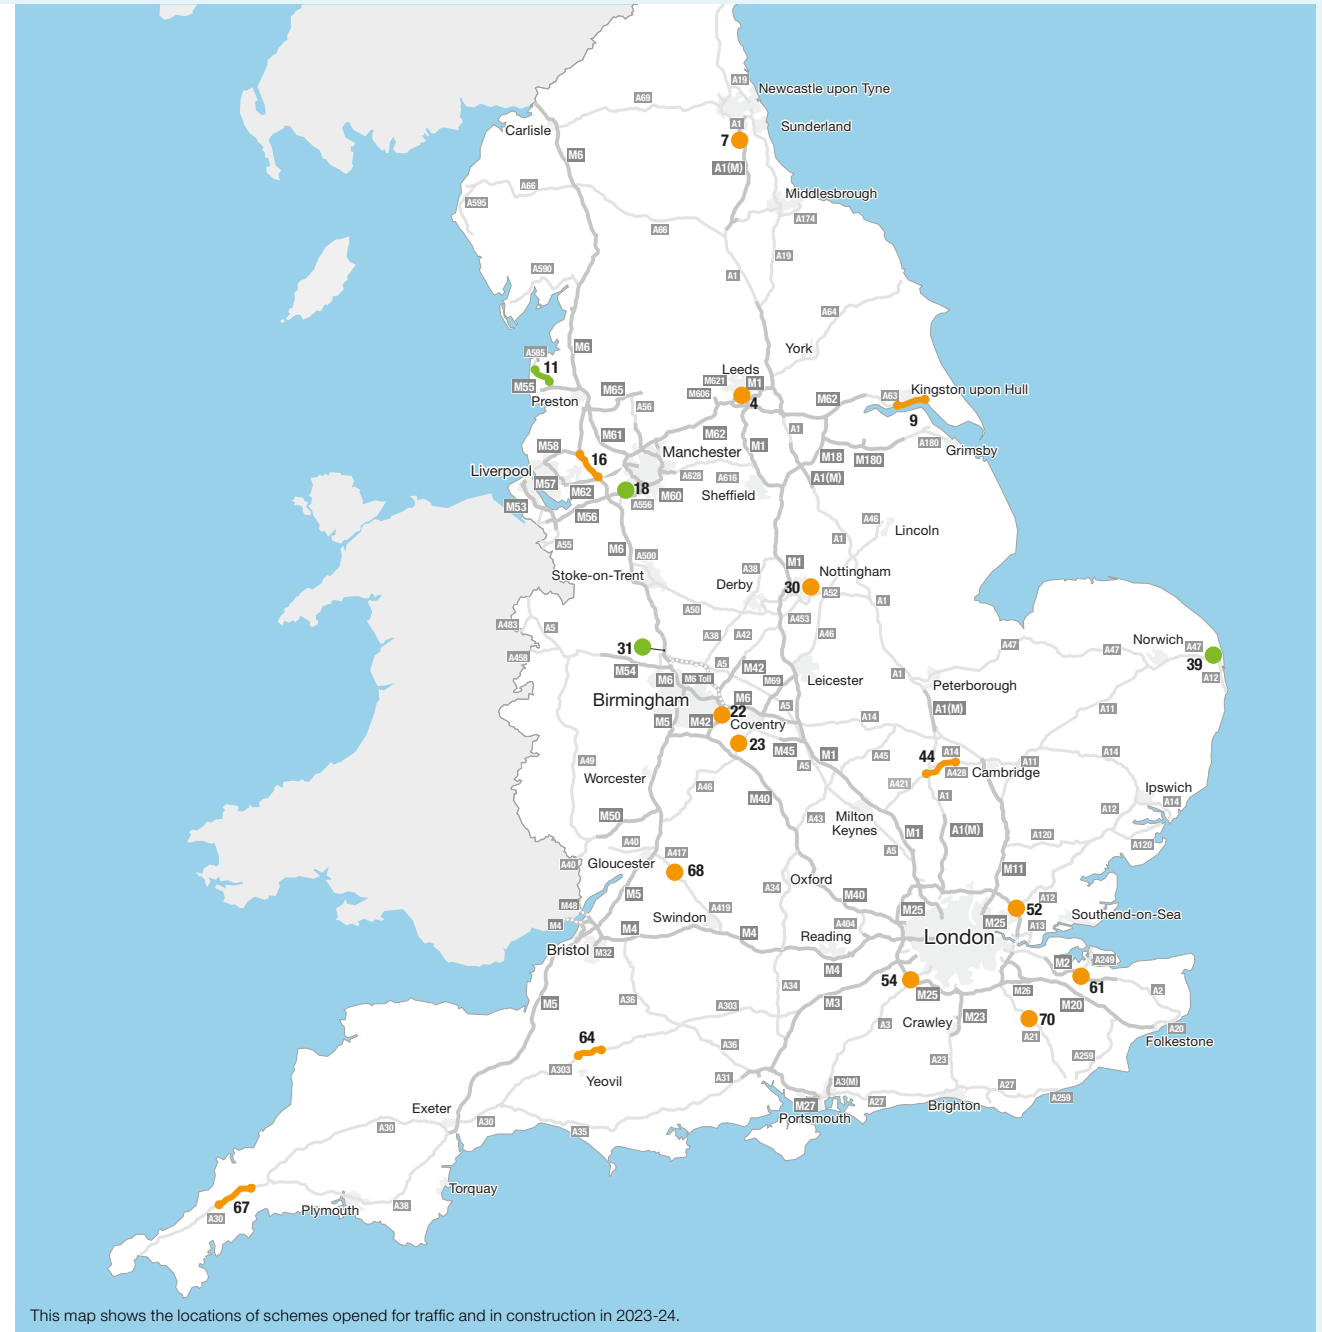 A19
Newcastle upon Tyne
A69
A1
Sunderland
Carlisle
7
M6
A1(M)
A66
Middlesbrough
A595
A174
A66
A19
A590
A1
A64
M6
York
A585
11
Leeds
M621
M1
M55
M65
M606
Kingston upon Hull
A63
Preston
A56
4
M62
9
M61
M62
A1
A180
M58
M1
Grimsby
16
Manchester
M18
M180
Liverpool
A628
A616
A1(M)
M57
M62
18
M60
Sheffield
M53
A556
M56
A46
Lincoln
A55
M6
A500
A1
M1
Stoke-on-Trent
A38
Nottingham
Derby
30
A52
A1
A50
A483
A5
A453
A38
A42
A46
31
A47
Norwich
A47
A458
A47
A5
M42
39
M54
M6
M6 Toll
M69
Leicester
A1
A12
Peterborough
Birmingham
M6
22
A5
A1(M)
A11
M5
M42
Coventry
A14
23
M45
M1
A45
44
A14
A14
A49
A5
A11
Worcester
A428
Cambridge
A46
A421
Ipswich
M40
A1
A14
M50
A43
Milton
Keynes
A12
M1
A1(M)
A120
A40
A120
A417
A5
A40
Gloucester
68
M11
Oxford
A34
M5
M40
A12
M48
A419
M25
52
Southend-on-Sea
M4
Swindon
A404
M25
A13
M4
M4
Reading
London
Bristol
M32
M2
A249
M4
54
61
A34
M25
M26
A2
M5
A36
A303
M3
M20
70
A3
Crawley
M23
A20
64
A21
Folkestone
A36
A23
A259
A303
Yeovil
A31
A3(M)
A27
A259
M27
A27
Brighton
Exeter
Portsmouth
A30
A30
A35
Torquay
67
Plymouth
A38
A30
This map shows the locations of schemes opened for traffic and in construction in 2023-24.